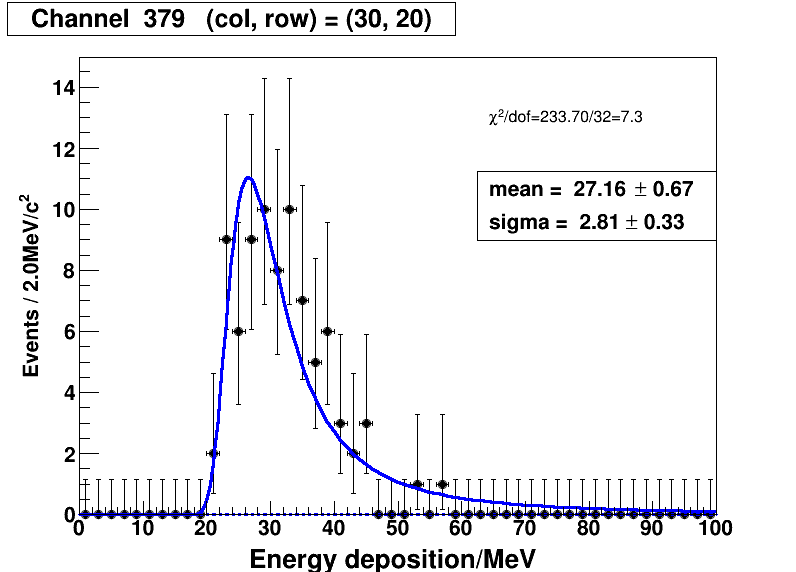 Channel  379   (col, row) = (30, 20)
χ²/dof=233.70/32=7.3
mean =  27.16 ± 0.67
sigma =  2.81 ± 0.33
Events / 2.0MeV/c²
14
12
10
8
6
4
2
0
0 10 20 30 40 50 60 70 80 90 100
Energy deposition/MeV